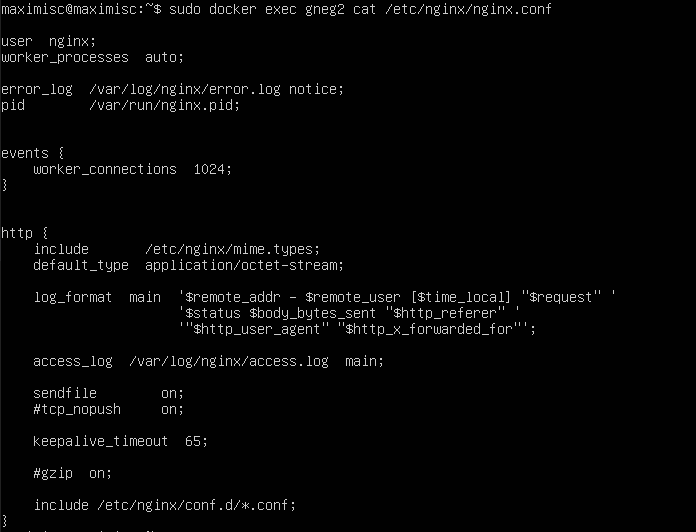 maximisc@maximisc:~$ sudo docker exec gneg2 cat /etc/nginx/nginx.conf
user  nginx;
worker_processes  auto;
error_log  /var/log/nginx/error.log notice;
pid        /var/run/nginx.pid;
events {
    worker_connections  1024;
}
http {
    include       /etc/nginx/mime.types;
    default_type  application/octet-stream;
    log_format  main  '$remote_addr - $remote_user [$time_local] "$request" '
                      '$status $body_bytes_sent "$http_referer" '
                      '"$http_user_agent" "$http_x_forwarded_for"';
    access_log  /var/log/nginx/access.log  main;
    sendfile        on;
    #tcp_nopush     on;
    keepalive_timeout  65;
    #gzip  on;
    include /etc/nginx/conf.d/*.conf;
}